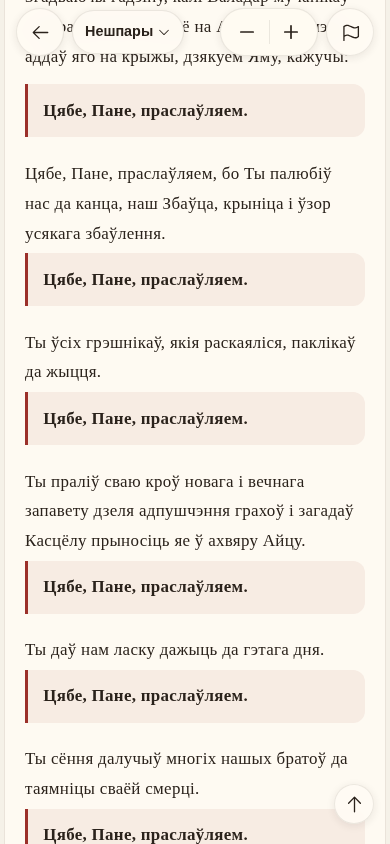 Нешпары
аддаў яго на крыжы, дзякуем Яму, кажучы:
Цябе, Пане, праслаўляем.
Цябе, Пане, праслаўляем, бо Ты палюбіў
нас да канца, наш Збаўца, крыніца і ўзор
усякага збаўлення.
Цябе, Пане, праслаўляем.
Ты ўсіх грэшнікаў, якія раскаяліся, паклікаў
да жыцця.
Цябе, Пане, праслаўляем.
Ты праліў сваю кроў новага і вечнага
запавету дзеля адпушчэння грахоў і загадаў
Касцёлу прыносіць яе ў ахвяру Айцу.
Цябе, Пане, праслаўляем.
Ты даў нам ласку дажыць да гэтага дня.
Цябе, Пане, праслаўляем.
Ты сёння далучыў многіх нашых братоў да
таямніцы сваёй смерці.
Цябе, Пане, праслаўляем.